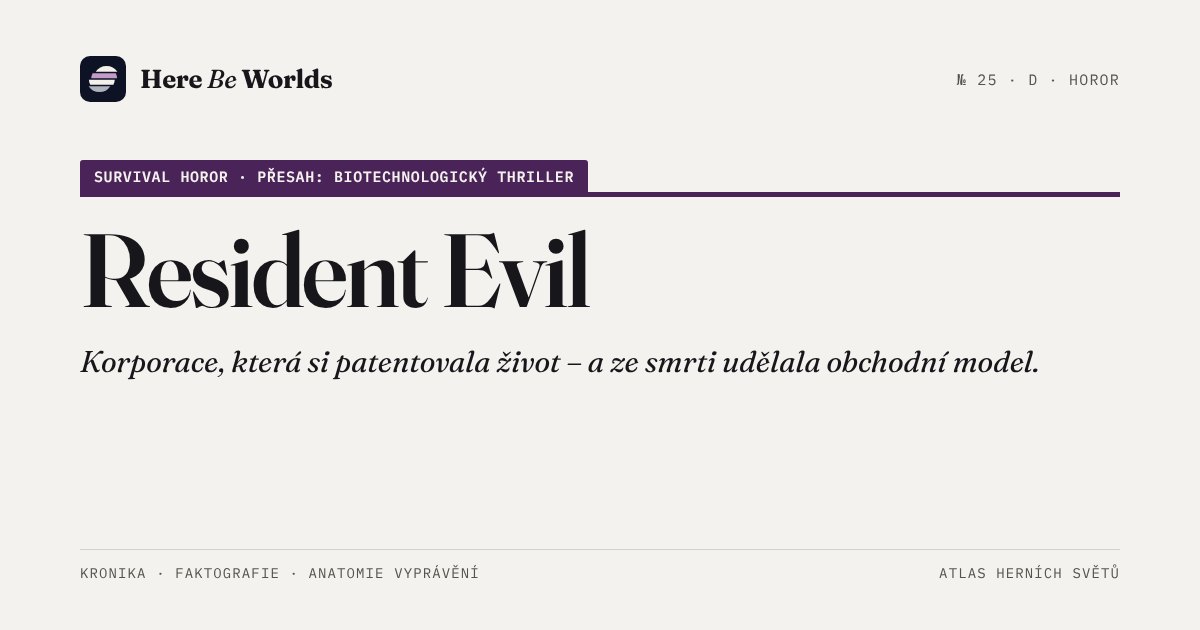 Here Be Worlds
№ 25 · D · HOROR
SURVIVAL HOROR · PŘESAH: BIOTECHNOLOGICKÝ THRILLER
Resident Evil
Korporace, která si patentovala život – a ze smrti udělala obchodní model.
KRONIKA · FAKTOGRAFIE · ANATOMIE VYPRÁVĚNÍ
ATLAS HERNÍCH SVĚTŮ